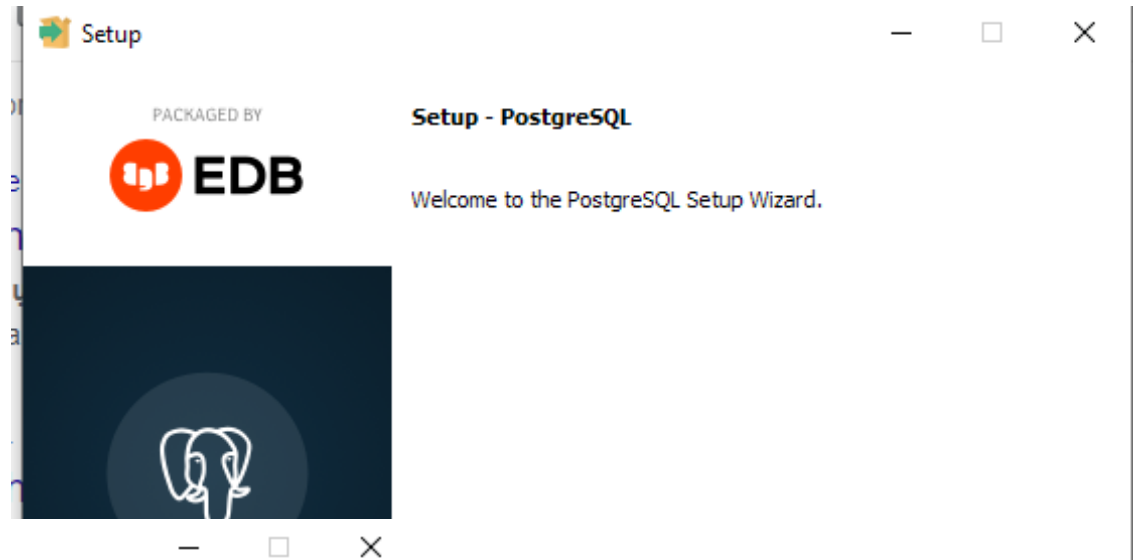 Setup
PACKAGED BY
EDB
Setup - PostgreSQL
Welcome to the PostgreSQL Setup Wizard.